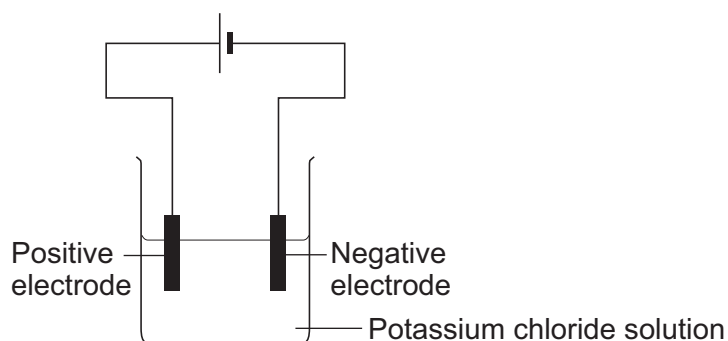 Positive
electrode
Negative
electrode
Potassium chloride solution